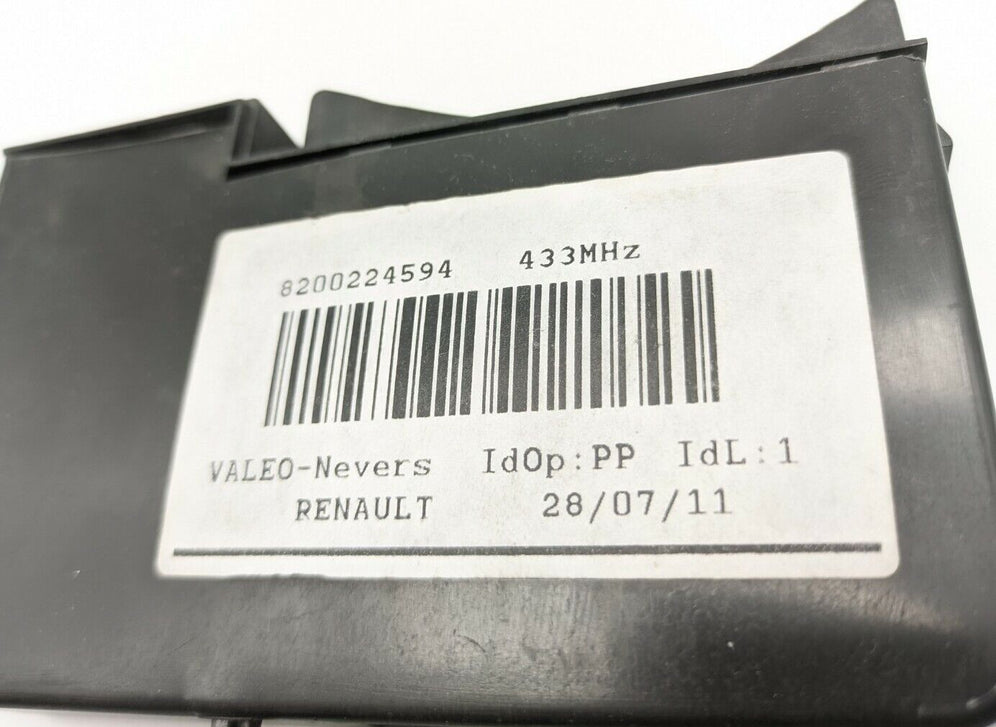 8200224594 433MHz
VALEO-Nevers IdOp:PP IdL:1
RENAULT 28/07/11